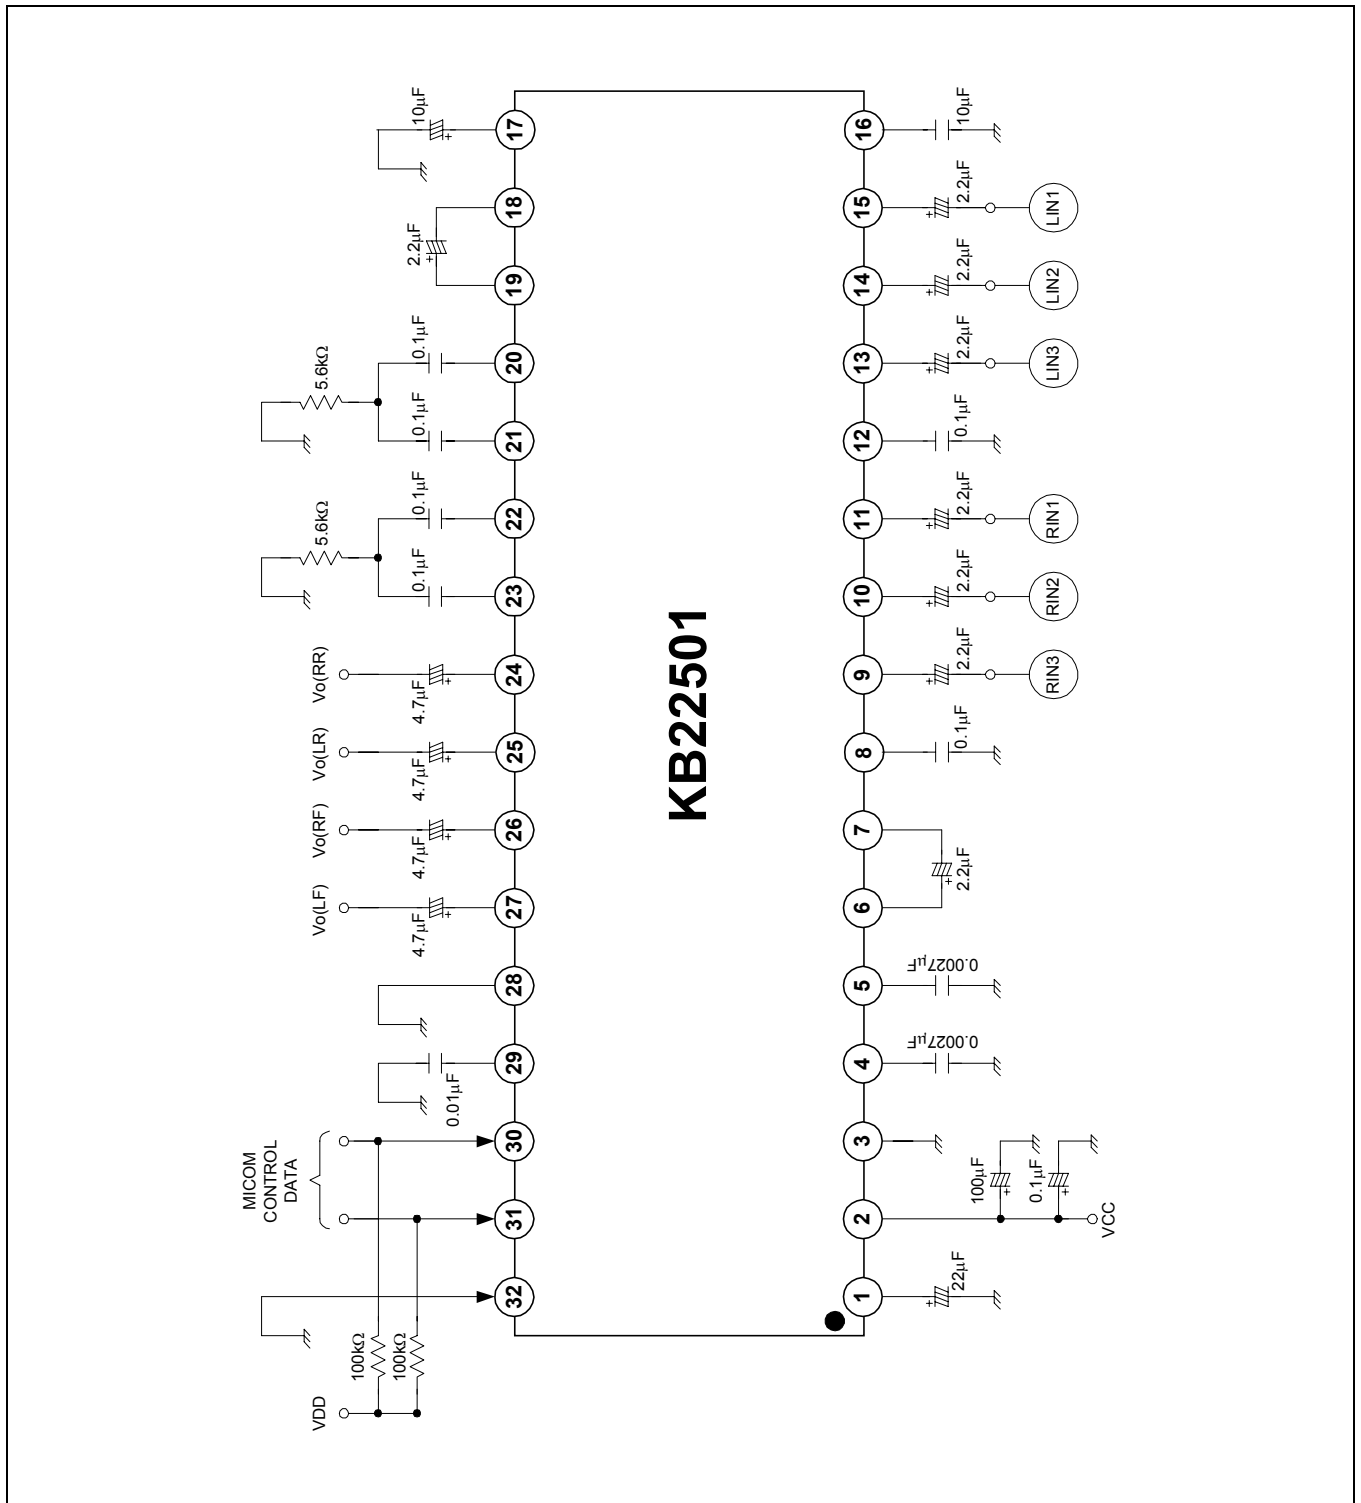 10µF
17
16
10µF
18
2.2µF
19
15
2.2µF
LIN1
14
2.2µF
LIN2
5.6kΩ
0.1µF
20
0.1µF
21
13
2.2µF
LIN3
12
0.1µF
5.6kΩ
0.1µF
22
0.1µF
23
11
2.2µF
RIN1
10
2.2µF
RIN2
KB22501
Vo(RR)
4.7µF
24
9
2.2µF
RIN3
Vo(LR)
4.7µF
25
8
0.1µF
Vo(RF)
4.7µF
26
7
2.2µF
6
Vo(LF)
4.7µF
27
28
5
0.0027µF
29
0.01µF
4
0.0027µF
MICOM
CONTROL
DATA
30
31
3
100µF
0.1µF
2
VCC
32
1
22µF
100kΩ
100kΩ
VDD